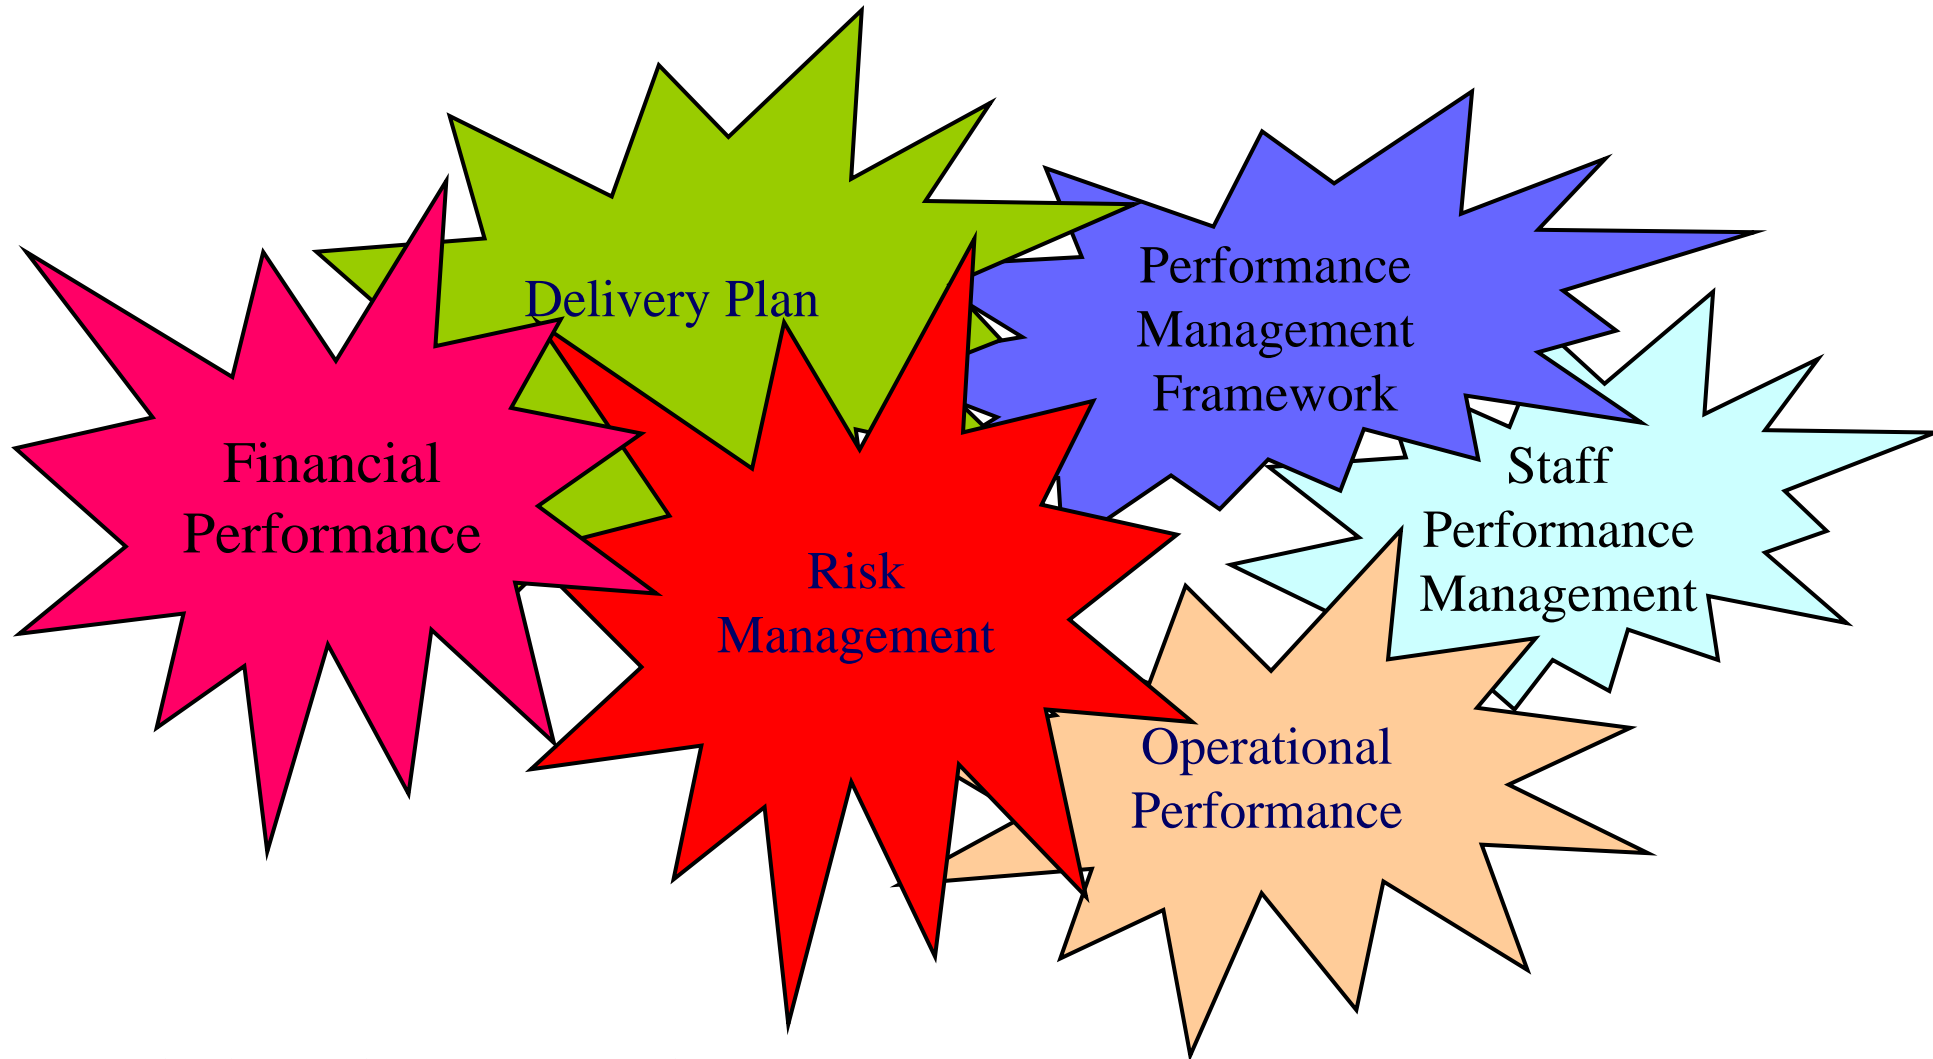 Delivery Plan
Performance
Management
Framework
Financial
Performance
Staff
Performance
Management
Risk
Management
Operational
Performance